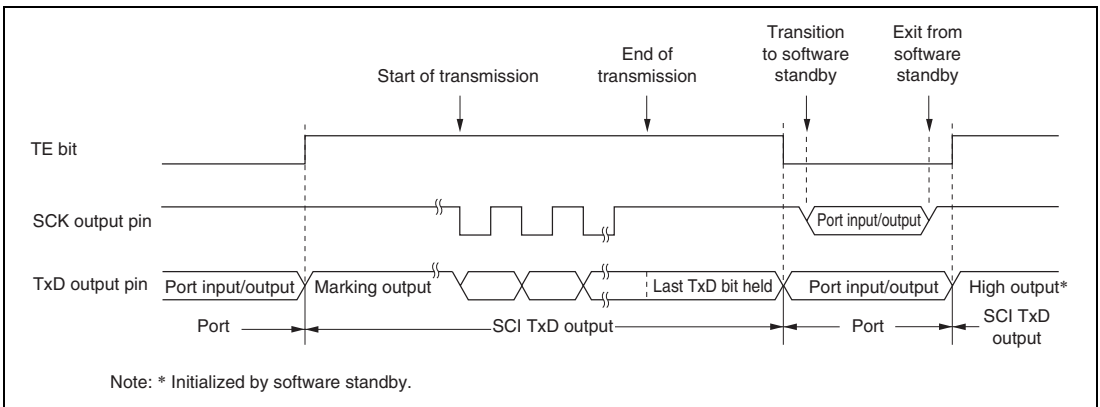 Transition
to software
standby
Exit from
software
standby
End of
transmission
Start of transmission
TE bit
SCK output pin
Port input/output
TxD output pin
Port input/output
Marking output
Last TxD bit held
Port input/output
High output*
Port
SCI TxD output
Port
SCI TxD
output
Note: * Initialized by software standby.